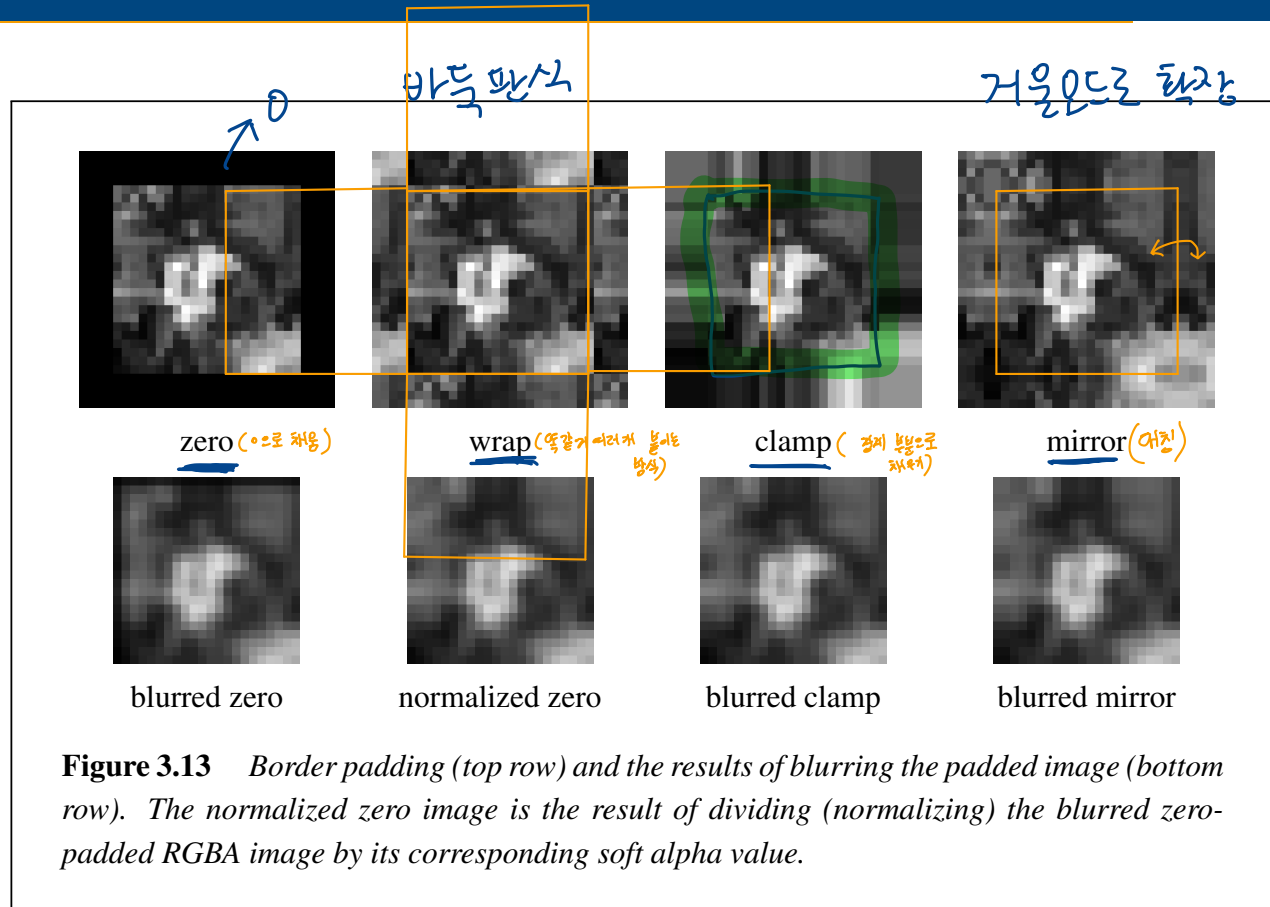 바둑판식
거울모드로 확장
0
zero (0으로 채움)
wrap (똑같게 여러개 붙이는
방식)
clamp ( 경계 부분으로
채우기)
mirror (대칭)
blurred zero
normalized zero
blurred clamp
blurred mirror
Figure 3.13 Border padding (top row) and the results of blurring the padded image (bottom
row). The normalized zero image is the result of dividing (normalizing) the blurred zero-
padded RGBA image by its corresponding soft alpha value.